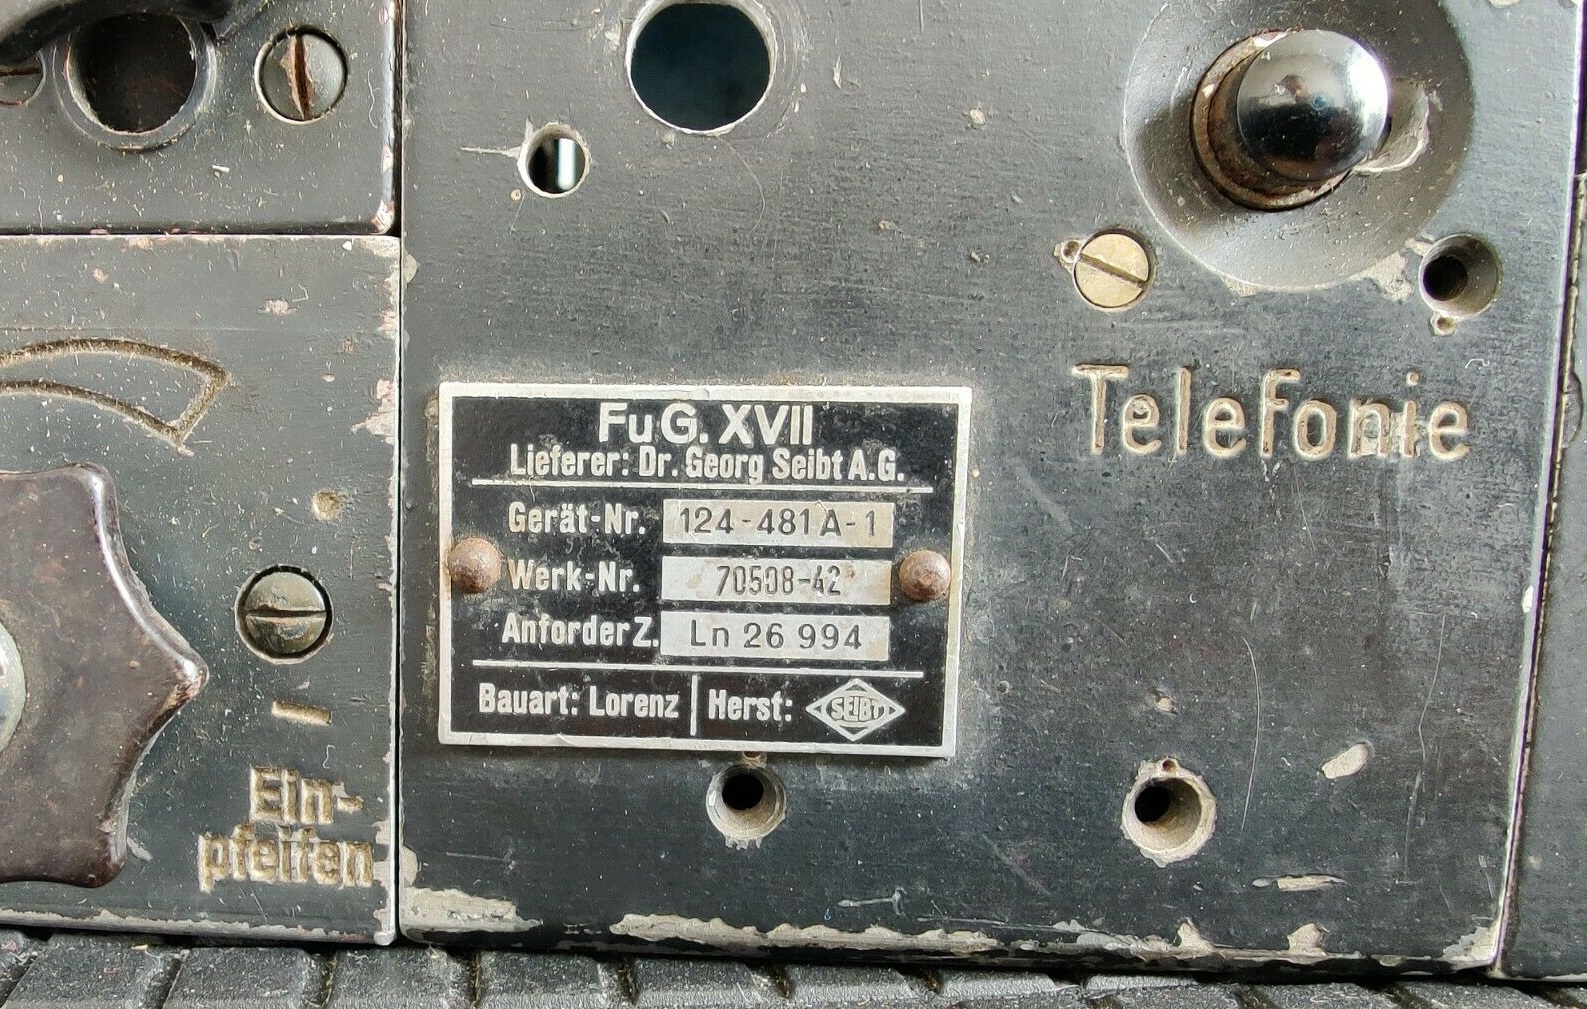 FuG. XVII
Lieferer: Dr. Georg Seibt A.G.
Gerät-Nr. 124-481 A-1
Werk-Nr. 70508-42
Anforder Z. Ln 26 994
Bauart: Lorenz Herst: SEIBT
Telefonie
Ein-
pfeifen